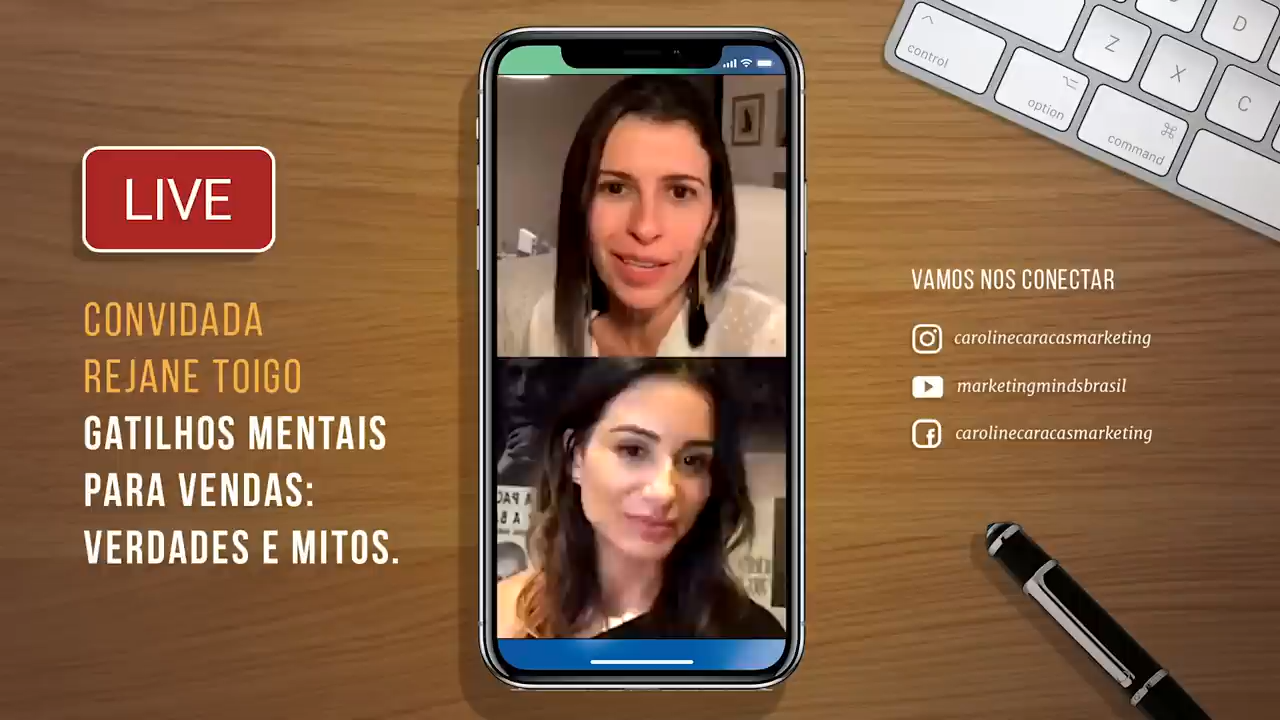 LIVE
CONVIDADA
REJANE TOIGO
GATILHOS MENTAIS
PARA VENDAS:
VERDADES E MITOS.
VAMOS NOS CONECTAR
carolinecaracasmarketing
marketingmindsbrasil
carolinecaracasmarketing
control
option
command
Z
X
C
D